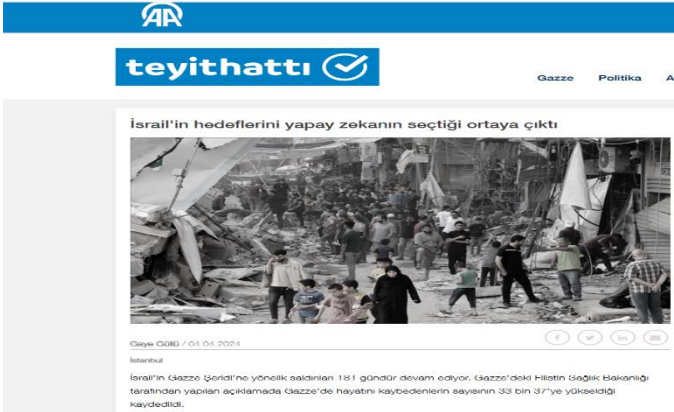 AA
teyithattı
Gazze Politika A
İsrail'in hedeflerini yapay zekanın seçtiği ortaya çıktı
Gaye Güllü / 04.04.2024
İstanbul
İsrail'in Gazze Şeridi'ne yönelik saldırıları 181 gündür devam ediyor. Gazze'deki Filistin Sağlık Bakanlığı
tarafından yapılan açıklamada Gazze'de hayatını kaybedenlerin sayısının 33 bin 37'ye yükseldiği
kaydedildi.